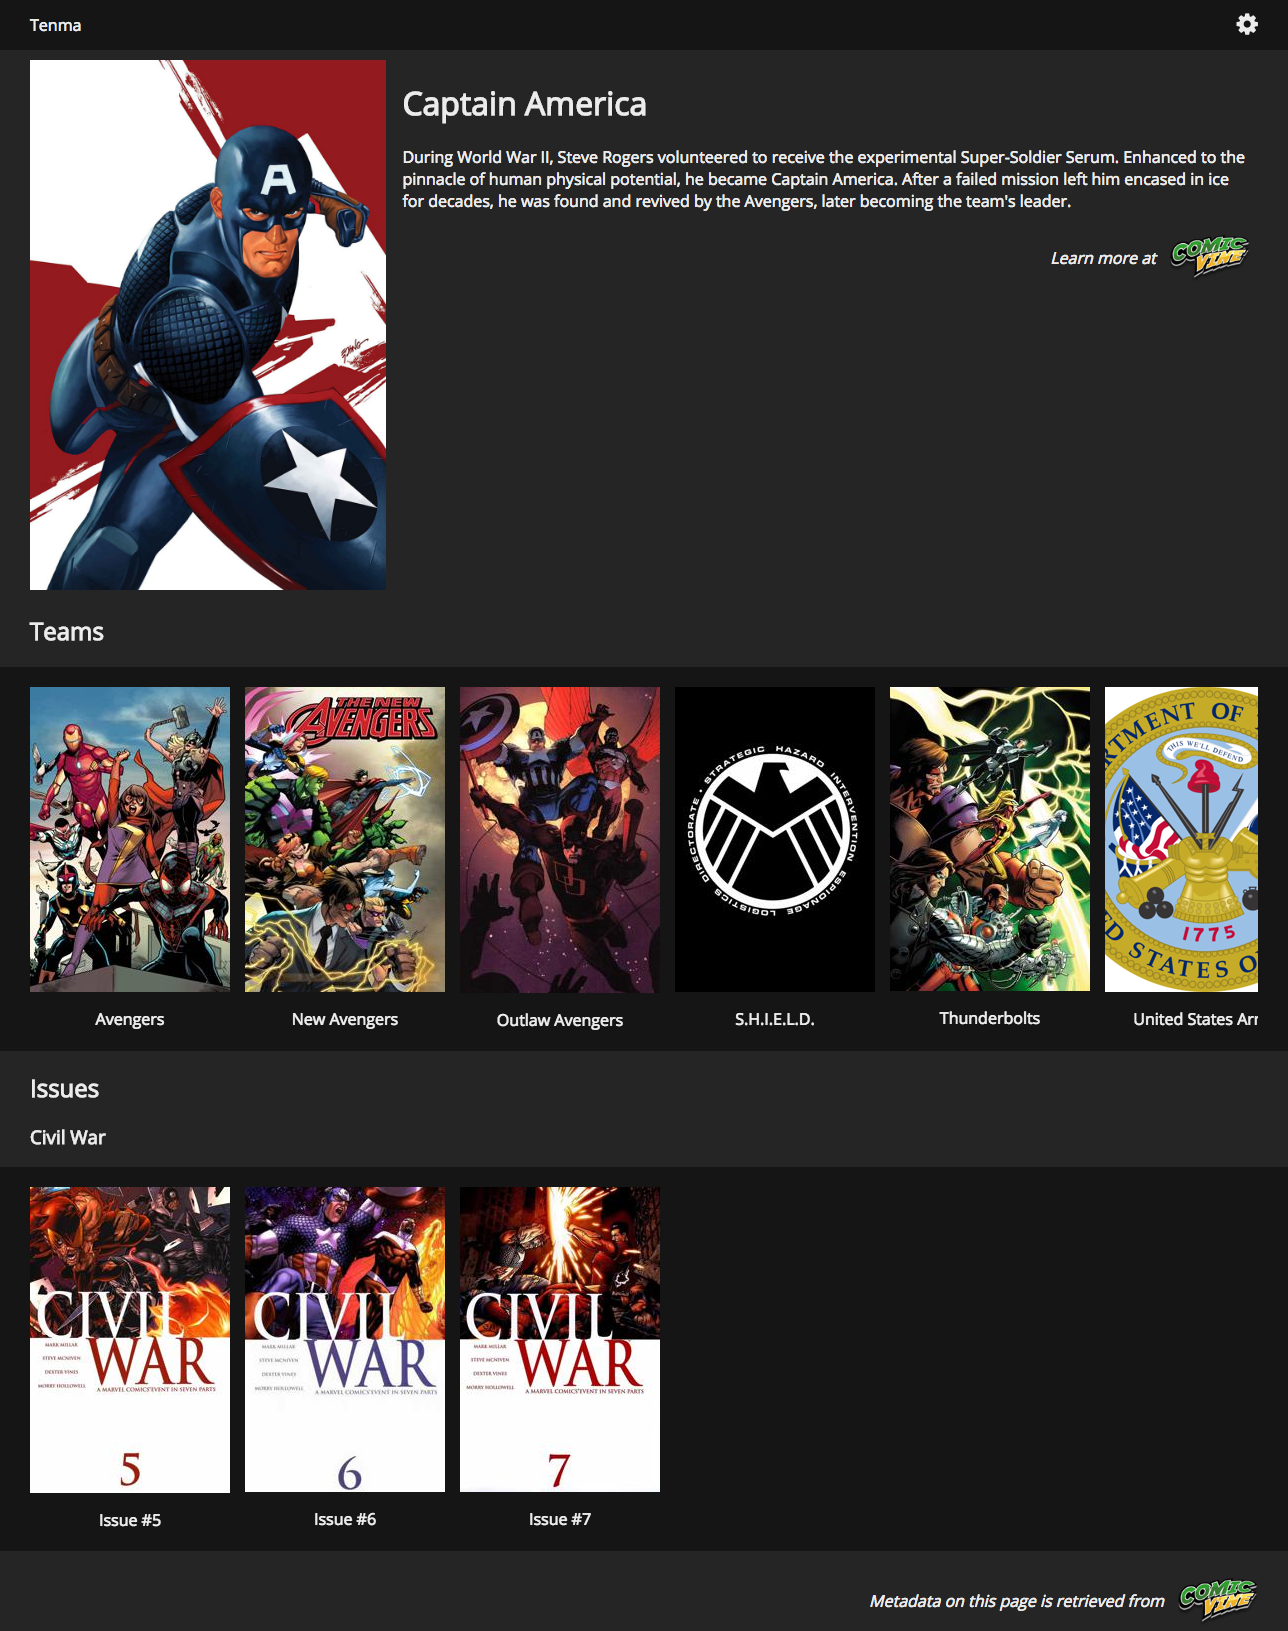 Tenma
Captain America
During World War II, Steve Rogers volunteered to receive the experimental Super-Soldier Serum. Enhanced to the
pinnacle of human physical potential, he became Captain America. After a failed mission left him encased in ice
for decades, he was found and revived by the Avengers, later becoming the team's leader.
Learn more at COMIC VINE
A
Teams
THE NEW
AVENGERS
STRATEGIC HAZARD INTERVENTION
ESPIONAGE LOGISTICS DIRECTORATE
RTMENT OF
THIS WE'LL DEFEND
1775
D STATES O
Avengers
New Avengers
Outlaw Avengers
S.H.I.E.L.D.
Thunderbolts
United States Arr
Issues
Civil War
CIVIL
WAR
MARK MILLAR
STEVE MCNIVEN
DEXTER VINES
MORRY HOLLOWELL
A MARVEL COMICS EVENT IN SEVEN PARTS
5
CIVIL
WAR
MARK MILLAR
STEVE MCNIVEN
DEXTER VINES
MORRY HOLLOWELL
A MARVEL COMICS EVENT IN SEVEN PARTS
6
CIVIL
WAR
MARK MILLAR
STEVE MCNIVEN
DEXTER VINES
MORRY HOLLOWELL
A MARVEL COMICS EVENT IN SEVEN PARTS
7
Issue #5
Issue #6
Issue #7
Metadata on this page is retrieved from COMIC VINE